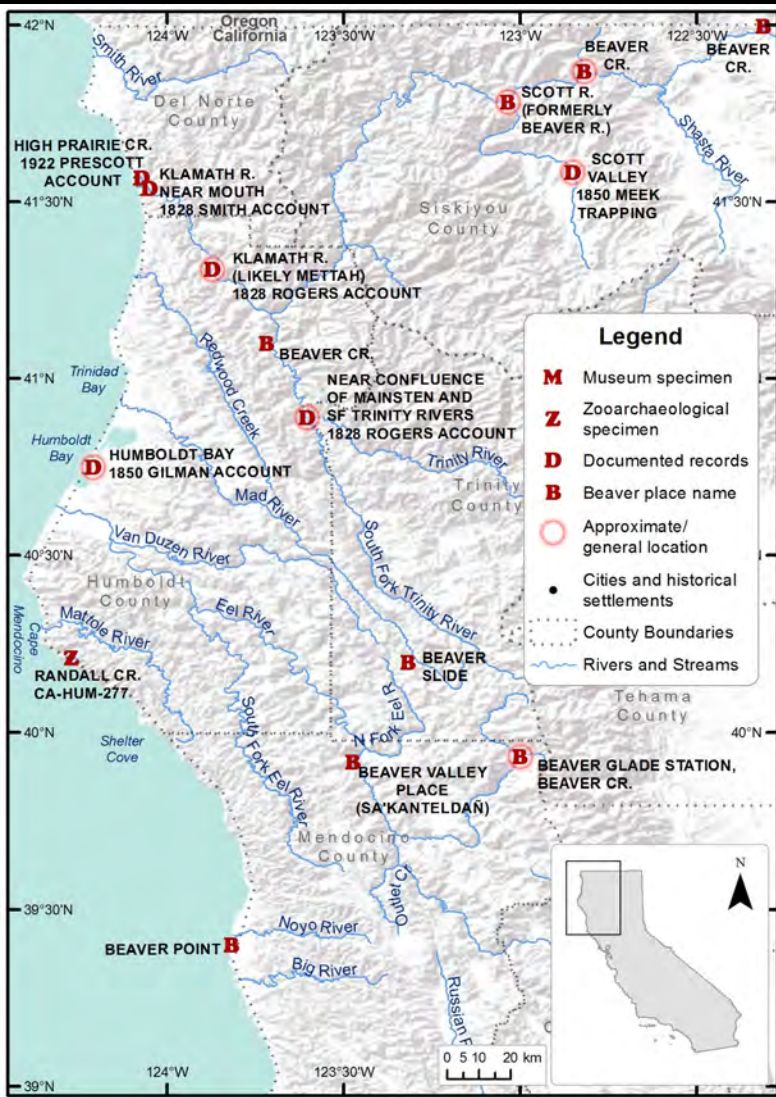 42°N
124°W
Oregon
California
123°30'W
123°W
122°30'W
42°N
Smith River
Del Norte
County
BEAVER
CR.
B
BEAVER
CR.
B
B
SCOTT R.
(FORMERLY
BEAVER R.)
Shasta River
HIGH PRAIRIE CR.
1922 PRESCOTT
ACCOUNT
D
D
KLAMATH R.
NEAR MOUTH
1828 SMITH ACCOUNT
D
SCOTT
VALLEY
1850 MEEK
TRAPPING
41°30'N
41°30'N
Siskiyou
County
D
KLAMATH R.
(LIKELY METTAH)
1828 ROGERS ACCOUNT
B
BEAVER CR.
Redwood Creek
41°N
Trinidad
Bay
D
NEAR CONFLUENCE
OF MAINSTEN AND
SF TRINITY RIVERS
1828 ROGERS ACCOUNT
Humboldt
Bay
D
HUMBOLDT BAY
1850 GILMAN ACCOUNT
Trinity River
Trinity
County
Mad River
Van Duzen River
40°30'N
South Fork Trinity River
Humboldt
County
Eel River
Mattole River
Cape
Mendocino
Z
RANDALL CR.
CA-HUM-277
B
BEAVER
SLIDE
Legend
M Museum specimen
Z Zooarchaeological
specimen
D Documented records
B Beaver place name
Approximate/
general location
Cities and historical
settlements
County Boundaries
Rivers and Streams
Tehama
County
40°N
40°N
Shelter
Cove
N Fork Eel R.
South Fork Eel River
B
BEAVER VALLEY
PLACE
(SA'KANTELDAÑ)
B
BEAVER GLADE STATION,
BEAVER CR.
Mendocino
County
Outlet Cr.
39°30'N
Noyo River
BEAVER POINT
B
Big River
Russian
N
0 5 10 20 km
39°N
124°W
123°30'W